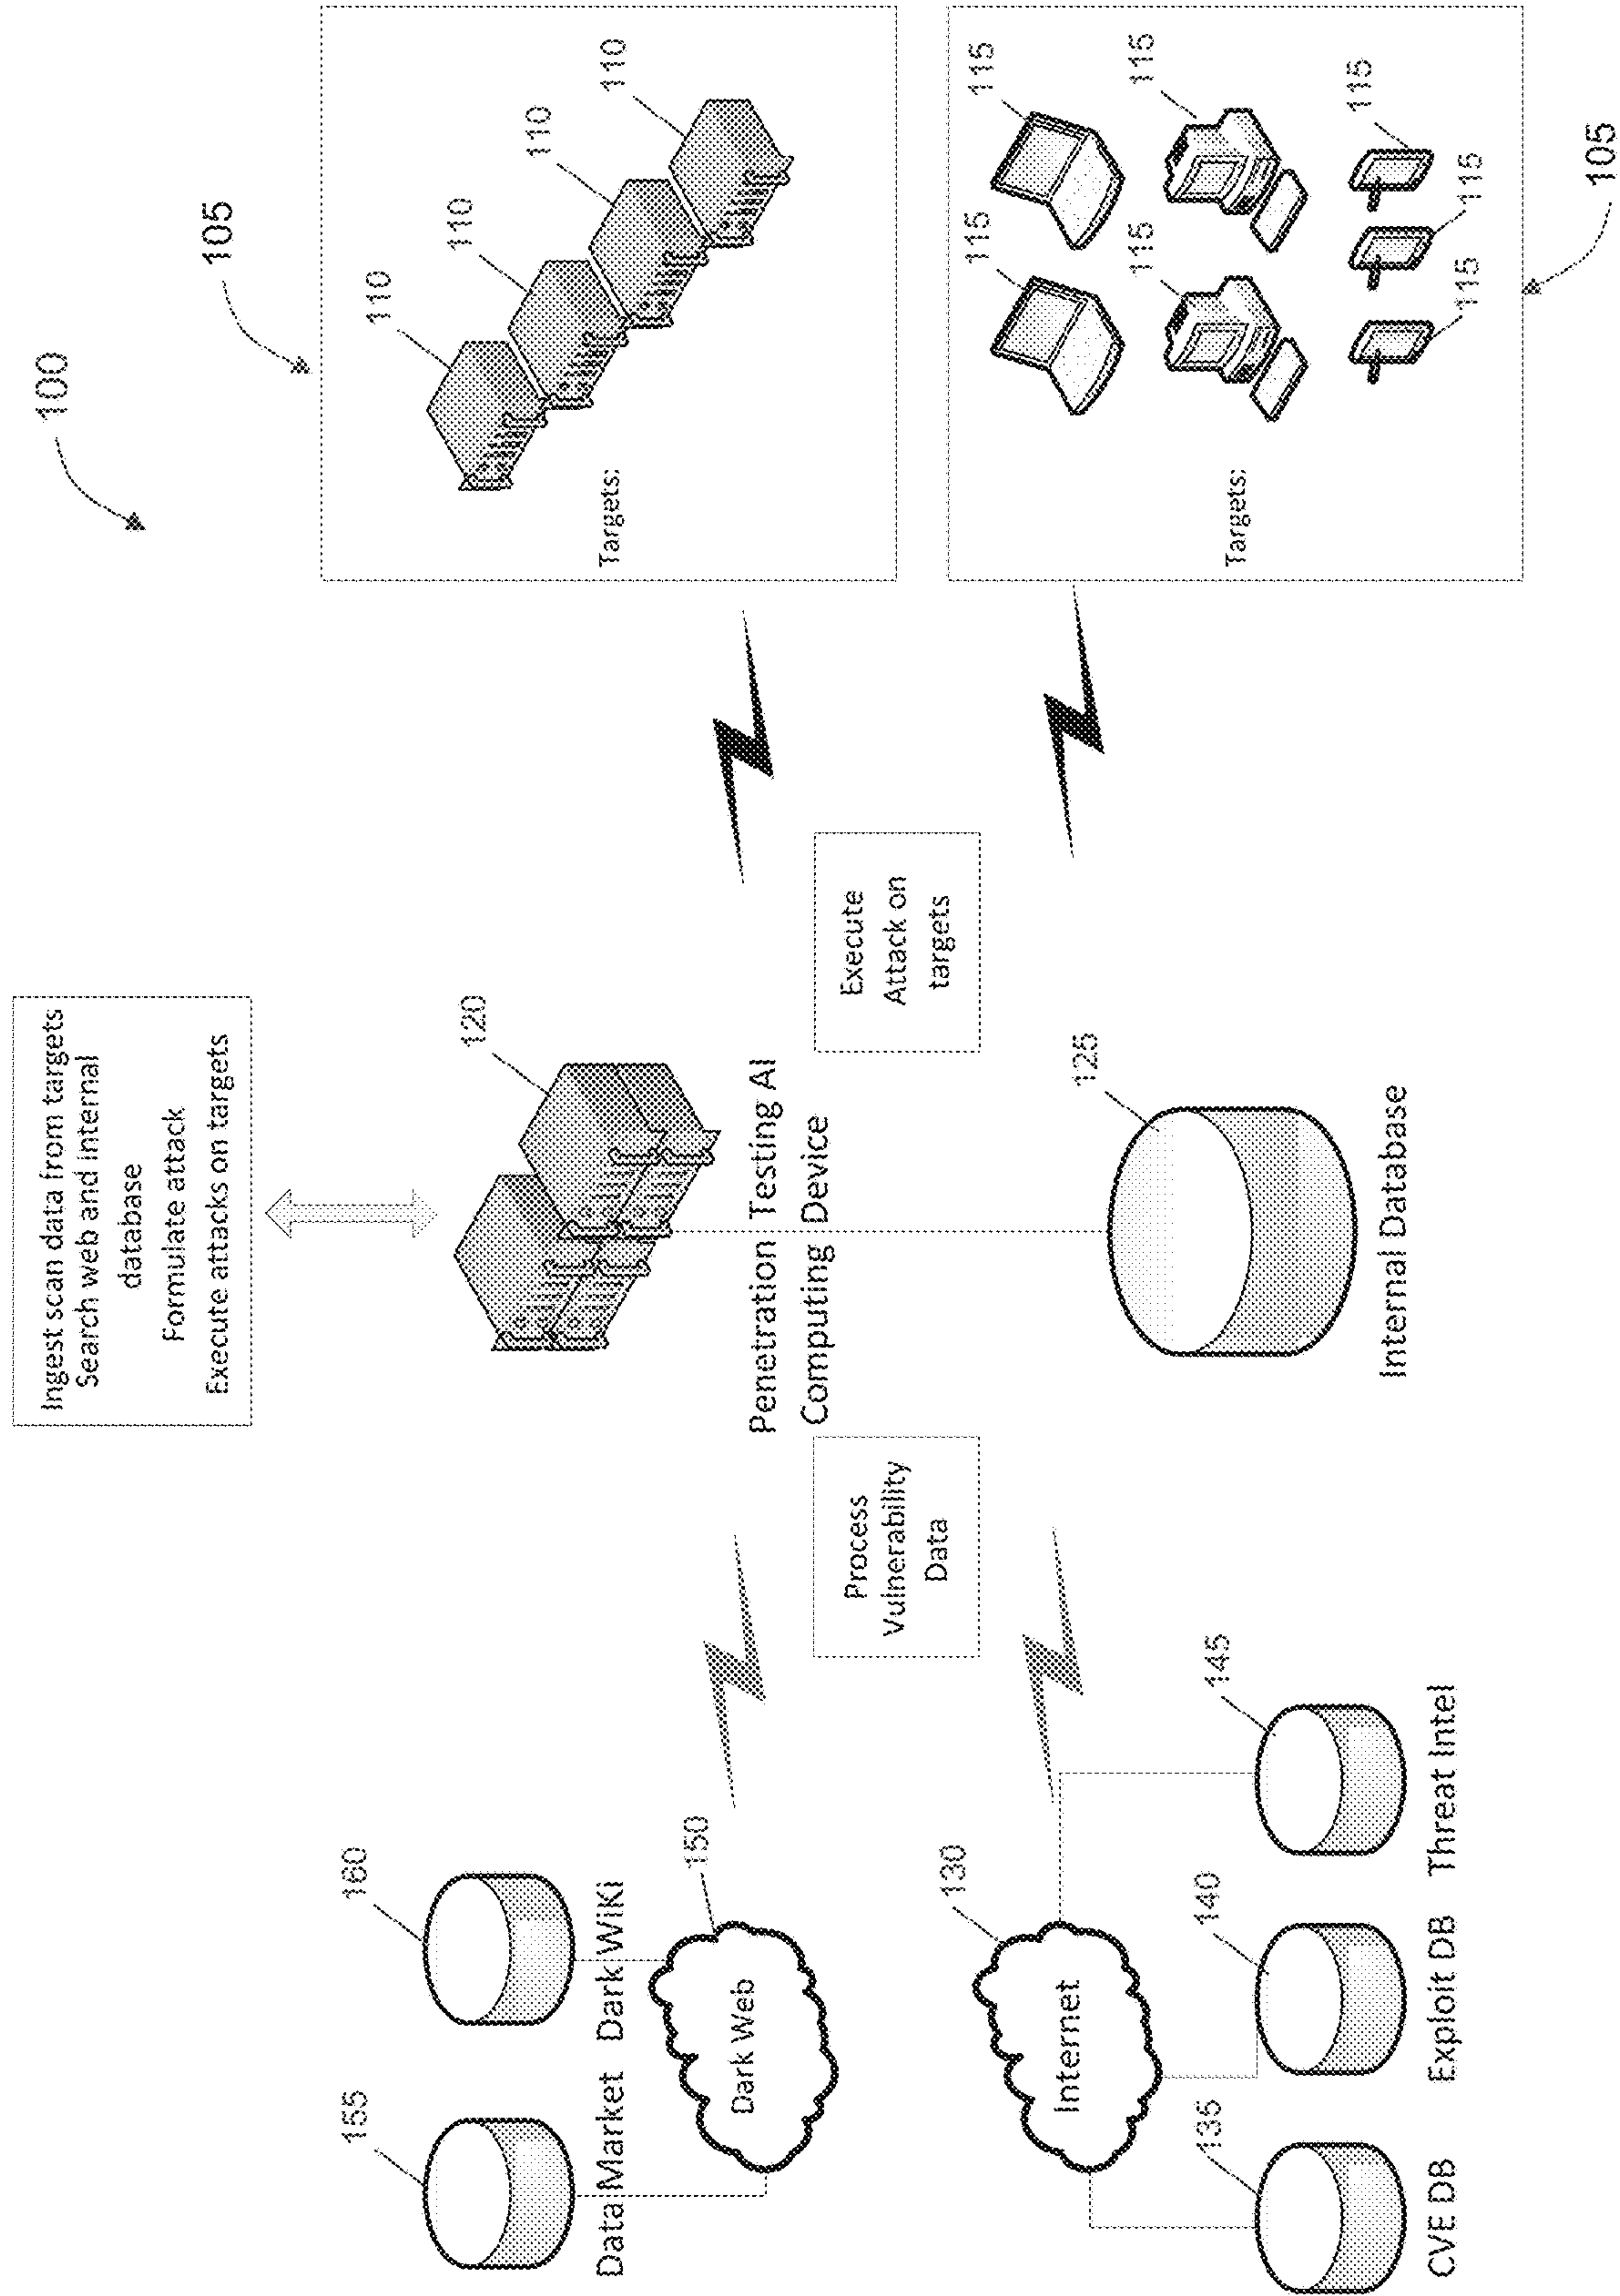 100
Ingest scan data from targets
Search web and internal
database
Formulate attack
Execute attacks on targets
105
155
160
120
110
110
110
110
Data Market
Dark Wiki
Targets:
150
Dark Web
Penetration Testing AI
Computing Device
Process
Vulnerability
Data
Execute
Attack on
targets
130
Internet
125
115
115
115
115
115
115
115
Targets:
135
140
145
Internal Database
CVE DB
Exploit DB
Threat Intel
105